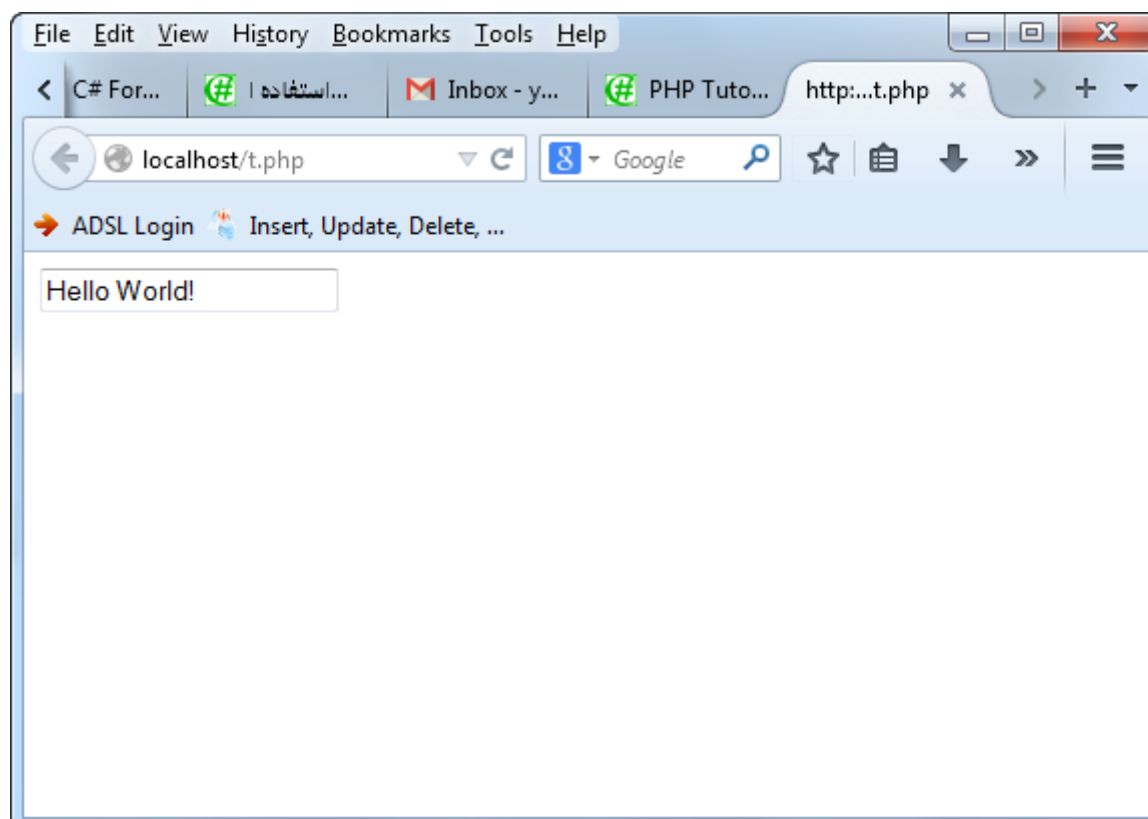 File Edit View History Bookmarks Tools Help
C# For... استفاده ا... Inbox - y... PHP Tuto... http:...t.php
localhost/t.php Google
ADSL Login Insert, Update, Delete, ...
Hello World!